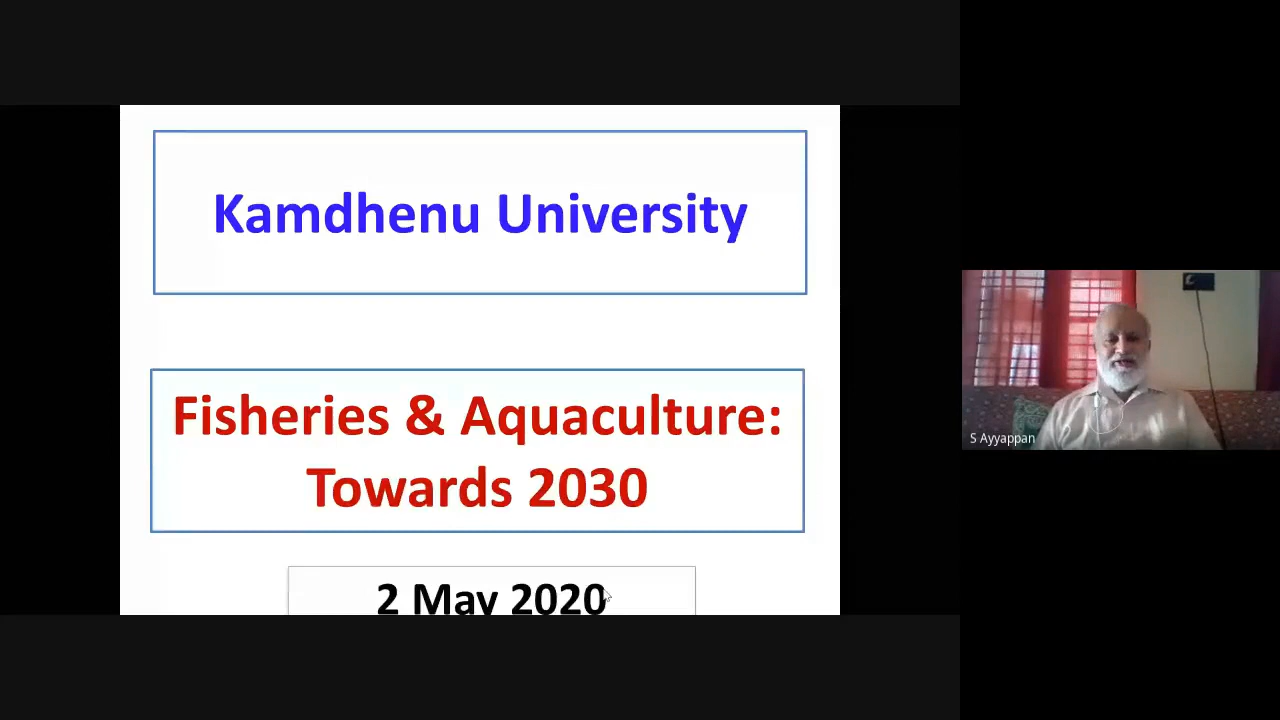 Kamdhenu University
Fisheries & Aquaculture:
Towards 2030
2 May 2020
S Ayyappan